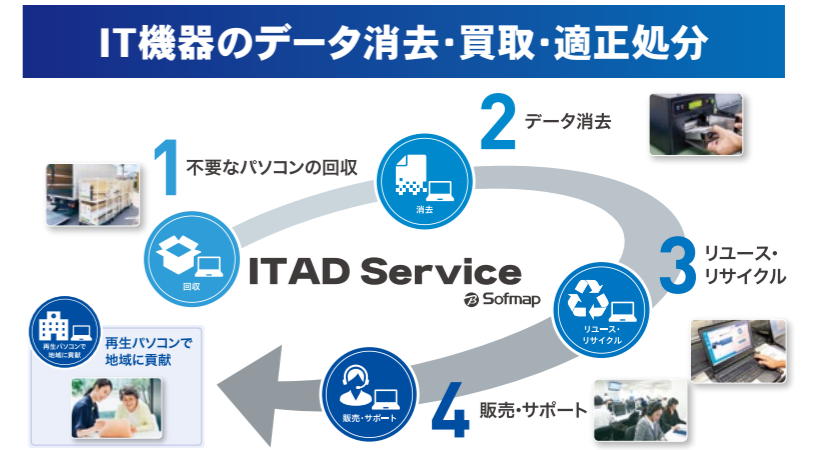 IT機器のデータ消去・買取・適正処分
1
不要なパソコンの回収
回収
2
データ消去
消去
ITAD Service
Sofmap
3
リユース・
リサイクル
リユース・
リサイクル
4
販売・サポート
販売・サポート
再生パソコンで
地域に貢献
再生パソコンで
地域に貢献